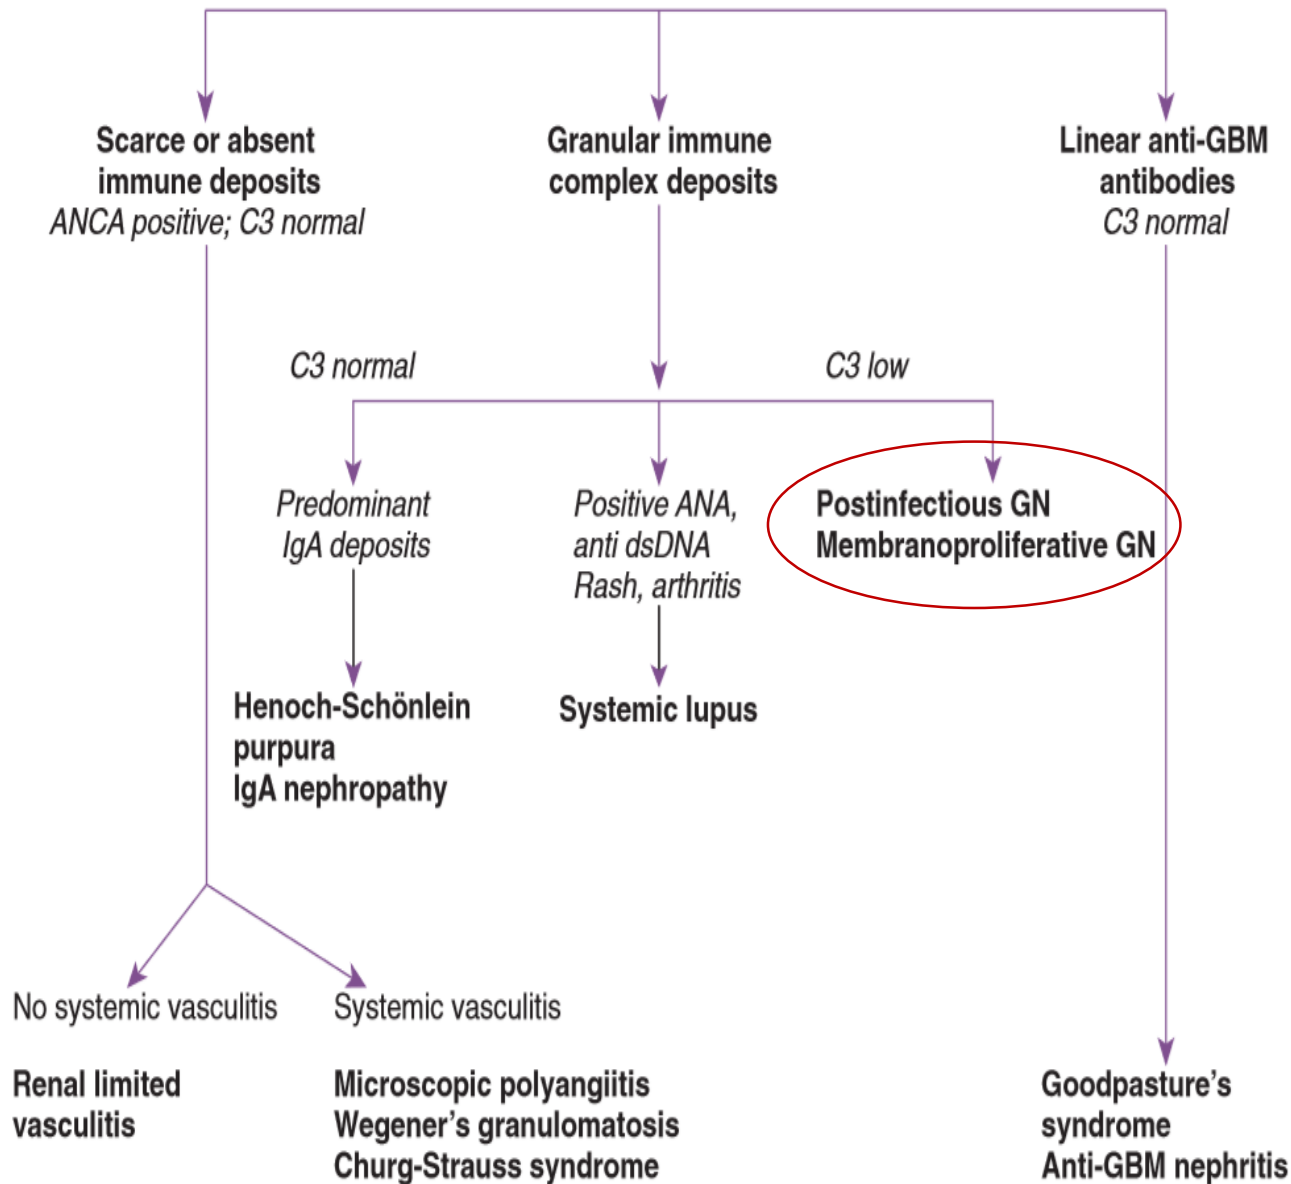 Scarce or absent
immune deposits
ANCA positive; C3 normal
Granular immune
complex deposits
Linear anti-GBM
antibodies
C3 normal
C3 normal
C3 low
Predominant
IgA deposits
Positive ANA,
anti dsDNA
Rash, arthritis
Postinfectious GN
Membranoproliferative GN
Henoch-Schönlein
purpura
IgA nephropathy
Systemic lupus
No systemic vasculitis
Renal limited
vasculitis
Systemic vasculitis
Microscopic polyangiitis
Wegener's granulomatosis
Churg-Strauss syndrome
Goodpasture's
syndrome
Anti-GBM nephritis